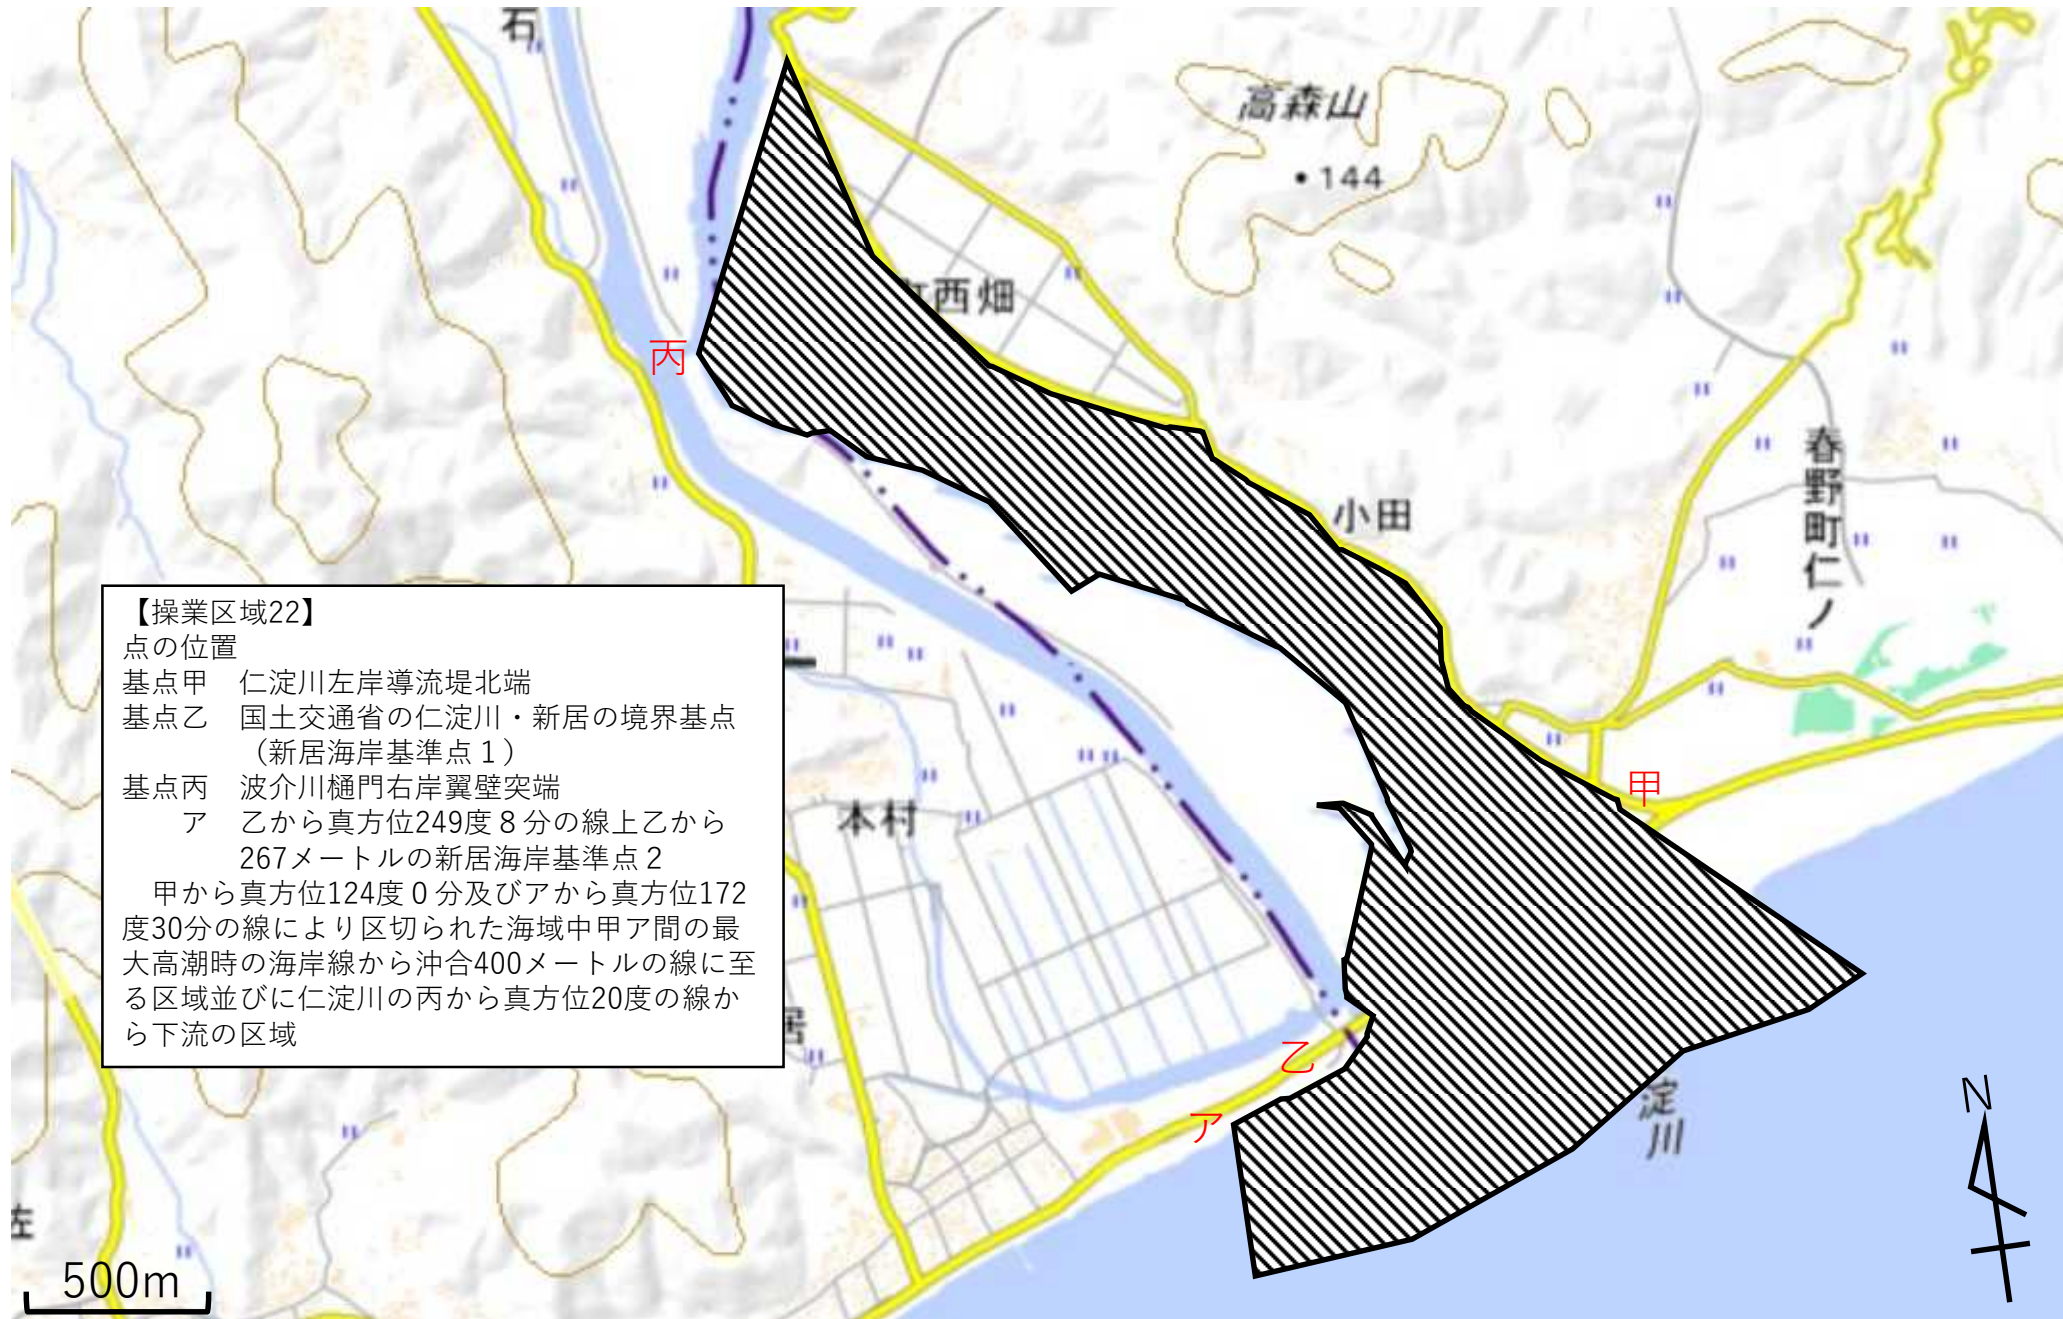 石
高森山
144
西畑
丙
小田
春野町仁ノ
【操業区域22】
点の位置
基点甲　仁淀川左岸導流堤北端
基点乙　国土交通省の仁淀川・新居の境界基点
（新居海岸基準点１）
基点丙　波介川樋門右岸翼壁突端
ア　乙から真方位249度８分の線上乙から
267メートルの新居海岸基準点２
甲から真方位124度０分及びアから真方位172
度30分の線により区切られた海域中甲ア間の最
大高潮時の海岸線から沖合400メートルの線に至
る区域並びに仁淀川の丙から真方位20度の線か
ら下流の区域
甲
本村
居
乙
ア
淀川
N
佐
500m